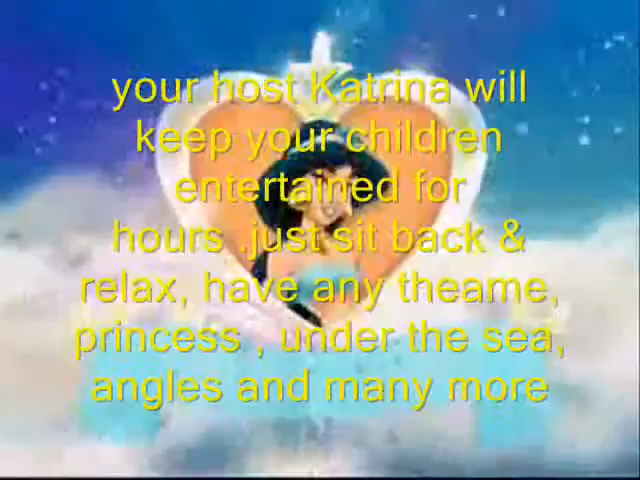 your host Katrina will
keep your children
entertained for
hours .just sit back &
relax, have any theame,
princess , under the sea,
angles and many more